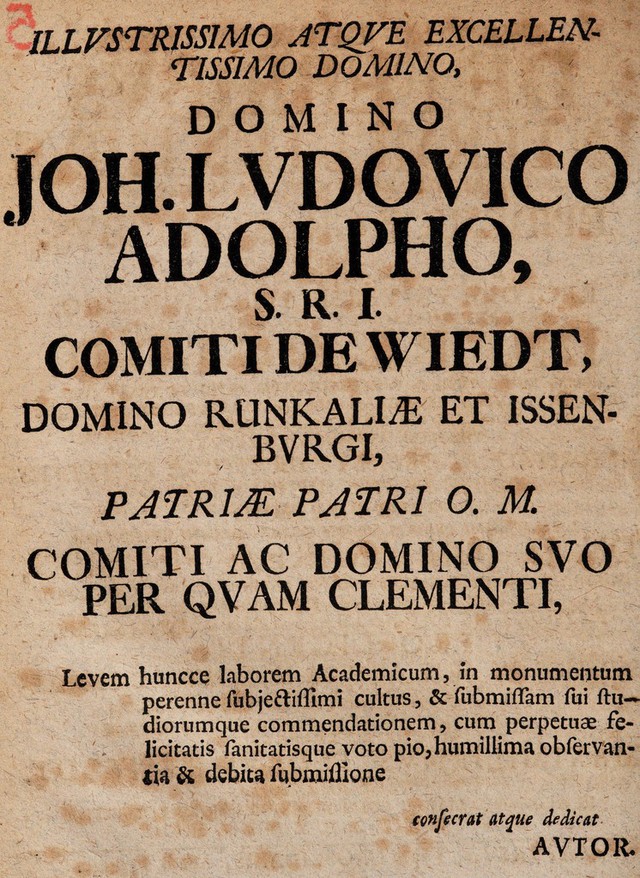 ILLVSTRISSIMO ATQVE EXCELLEN-
TISSIMO DOMINO,
DOMINO
JOH. LVDOVICO
ADOLPHO,
S. R. I.
COMITI DE WIEDT,
DOMINO RUNKALIÆ ET ISSEN-
BVRGI,
PATRIÆ PATRI O. M.
COMITI AC DOMINO SVO
PER QVAM CLEMENTI,
Levem huncce laborem Academicum, in monumentum
perenne ſubjectiſſimi cultus, & ſubmiſſam ſui ſtu-
diorumque commendationem, cum perpetuæ fe-
licitatis ſanitatisque voto pio, humillima obſervan-
tia & debita ſubmiſſione
conſecrat atque dedicat
AVTOR.